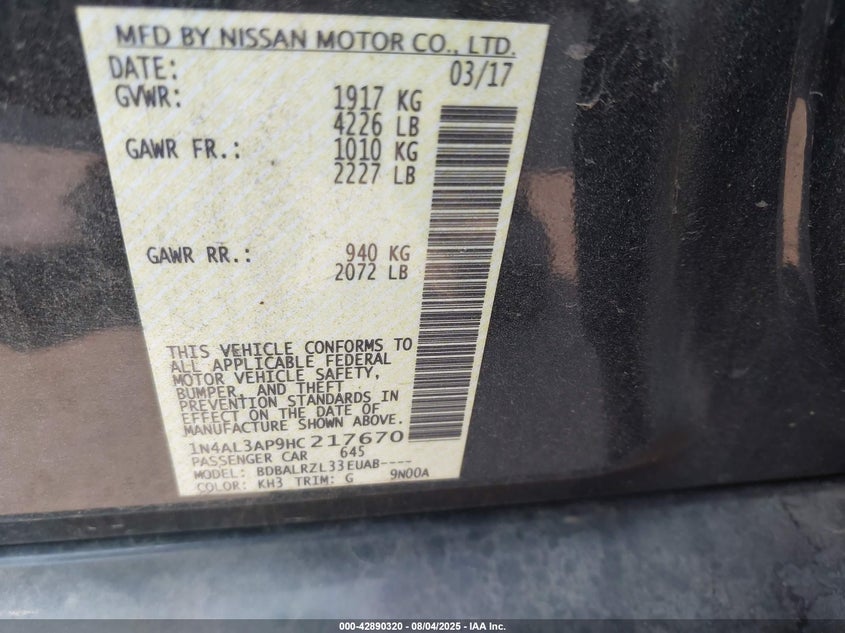 MFD BY NISSAN MOTOR CO., LTD.
DATE: 03/17
GVWR: 1917 KG
4226 LB
GAWR FR.: 1010 KG
2227 LB
GAWR RR.: 940 KG
2072 LB
THIS VEHICLE CONFORMS TO
ALL APPLICABLE FEDERAL
MOTOR VEHICLE SAFETY,
BUMPER, AND THEFT
PREVENTION STANDARDS IN
EFFECT ON THE DATE OF
MANUFACTURE SHOWN ABOVE.
1N4AL3AP9HC217670
PASSENGER CAR 645
MODEL: BDBALRZL33EUAB----
COLOR: KH3 TRIM: G 9N00A
000-42890320 - 08/04/2025 - IAA Inc.